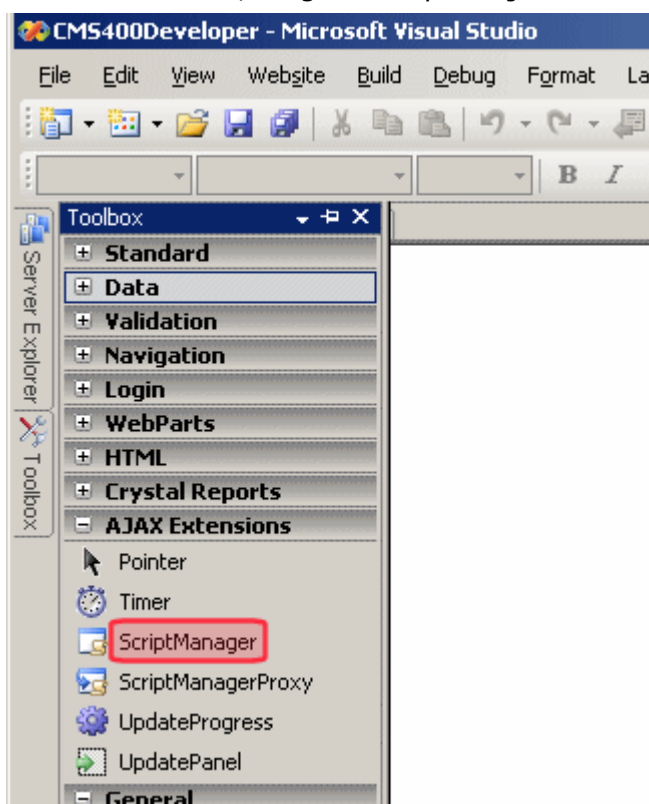 CMS400Developer - Microsoft Visual Studio
File Edit View Website Build Debug Format La
B I
Toolbox
Server Explorer
Toolbox
Standard
Data
Validation
Navigation
Login
WebParts
HTML
Crystal Reports
AJAX Extensions
Pointer
Timer
ScriptManager
ScriptManagerProxy
UpdateProgress
UpdatePanel
General